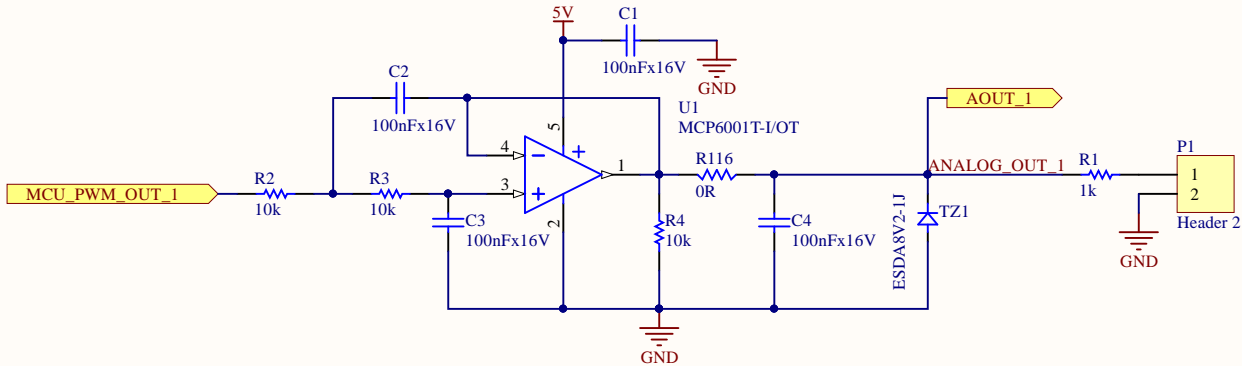 5V
C1
100nFx16V
GND
C2
100nFx16V
U1
MCP6001T-I/OT
5
4
3
1
2
MCU_PWM_OUT_1
R2
10k
R3
10k
C3
100nFx16V
R116
0R
R4
10k
C4
100nFx16V
GND
ESDA8V2-1J
TZ1
AOUT_1
ANALOG_OUT_1
R1
1k
P1
1
2
Header 2
GND